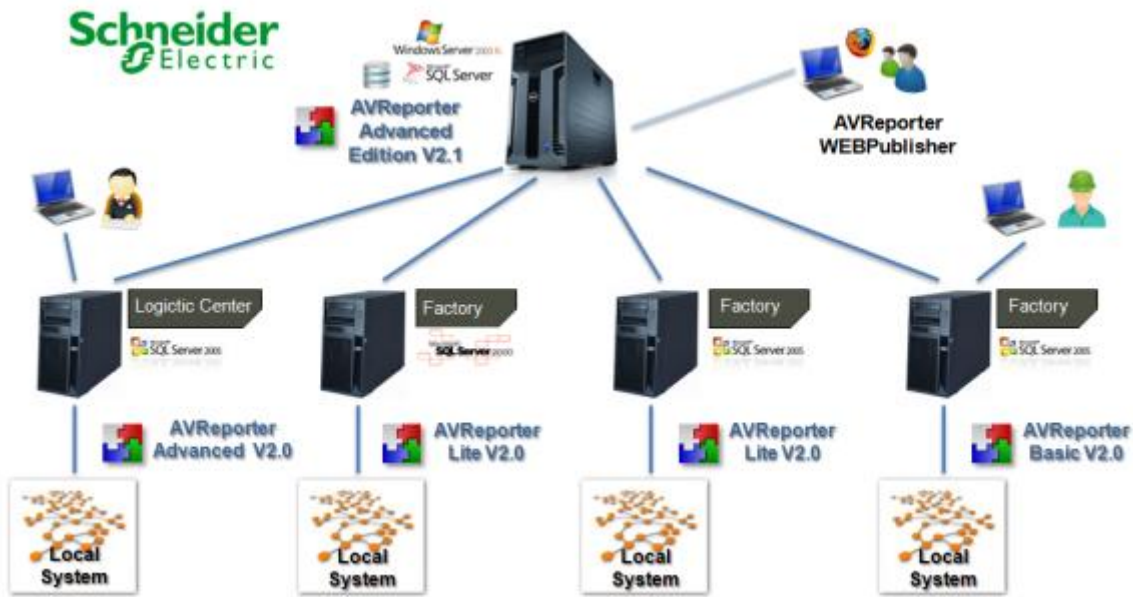 Schneider
Electric
Windows Server 2003
SQL Server
AVReporter
Advanced
Edition V2.1
AVReporter
WEBPublisher
Logictic Center
SQL Server 2005
Factory
SQL Server 2000
Factory
SQL Server 2005
Factory
SQL Server 2005
AVReporter
Advanced V2.0
AVReporter
Lite V2.0
AVReporter
Lite V2.0
AVReporter
Basic V2.0
Local
System
Local
System
Local
System
Local
System